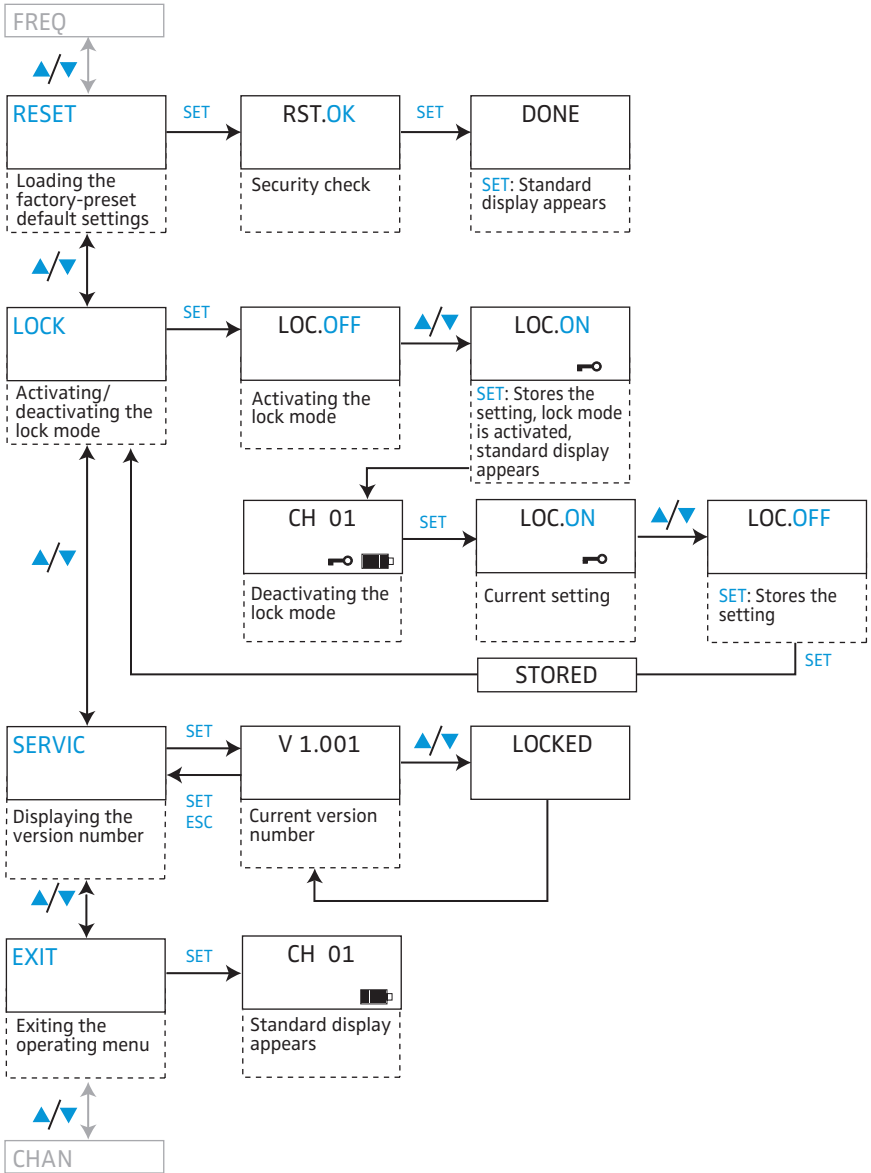 FREQ
▲/▼
RESET
SET
RST.OK
SET
DONE
Loading the
factory-preset
default settings
Security check
SET: Standard
display appears
▲/▼
LOCK
SET
LOC.OFF
▲/▼
LOC.ON
Activating/
deactivating the
lock mode
Activating the
lock mode
SET: Stores the
setting, lock mode
is activated,
standard display
appears
CH 01
SET
LOC.ON
▲/▼
LOC.OFF
Deactivating the
lock mode
Current setting
SET: Stores the
setting
▲/▼
SET
STORED
SERVIC
SET
V 1.001
▲/▼
LOCKED
SET
ESC
Displaying the
version number
Current version
number
▲/▼
EXIT
SET
CH 01
Exiting the
operating menu
Standard display
appears
▲/▼
CHAN